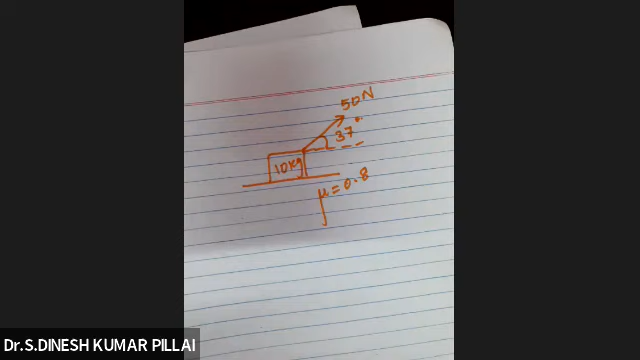 50N
37°
10kg
μ = 0.8
Dr.S.DINESH KUMAR PILLAI